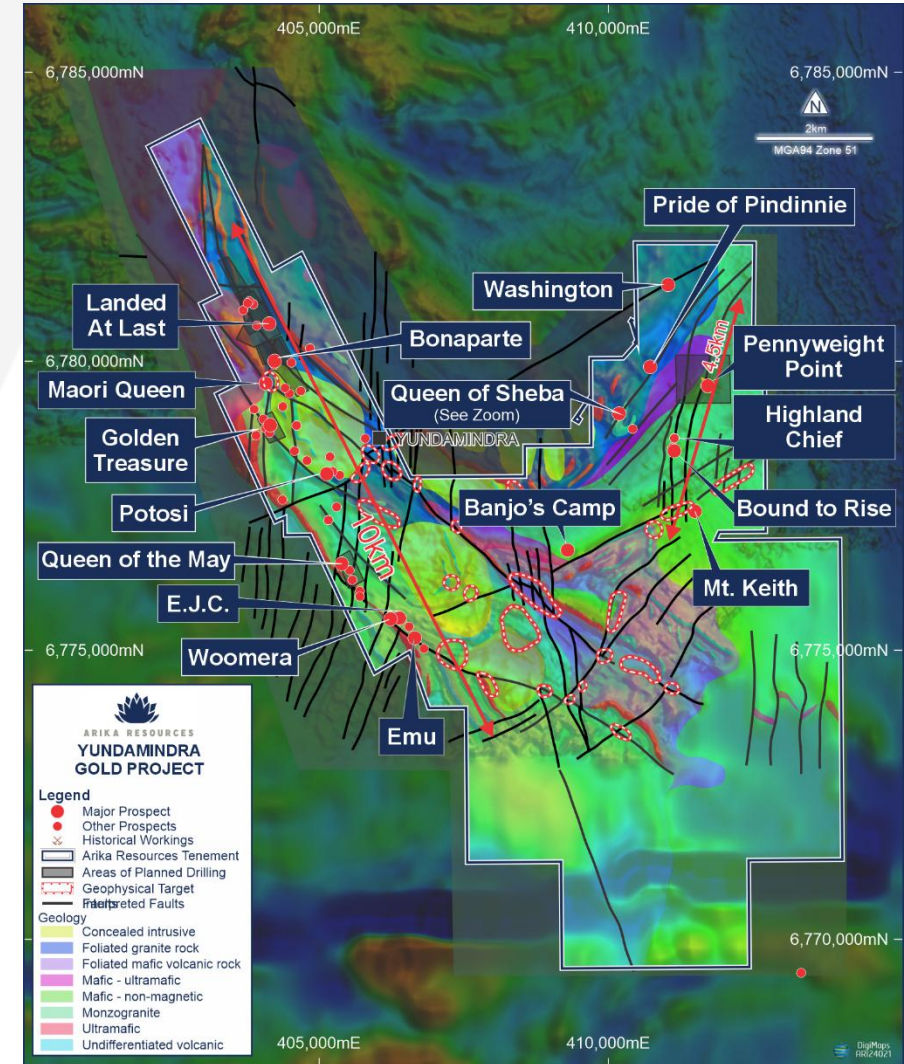 405,000mE
410,000mE
6,785,000mN
6,785,000mN
N
2km
MGA94 Zone 51
Pride of Pindinnie
Washington
Landed
At Last
Bonaparte
4.5km
Pennyweight
Point
6,780,000mN
6,780,000mN
Maori Queen
Queen of Sheba
(See Zoom)
Highland
Chief
Golden
Treasure
YUNDAMINDRA
Potosi
Banjo's Camp
Bound to Rise
10km
Queen of the May
Mt. Keith
E.J.C.
Woomera
6,775,000mN
6,775,000mN
Emu
ARIKA RESOURCES
YUNDAMINDRA
GOLD PROJECT
Legend
Major Prospect
Other Prospects
Historical Workings
Arika Resources Tenement
Areas of Planned Drilling
Geophysical Target
Interpreted Faults
Geology
Concealed intrusive
Foliated granite rock
Foliated mafic volcanic rock
Mafic - ultramafic
Mafic - non-magnetic
Monzogranite
Ultramafic
Undifferentiated volcanic
6,770,000mN
405,000mE
410,000mE
DigiMaps
ARI24021